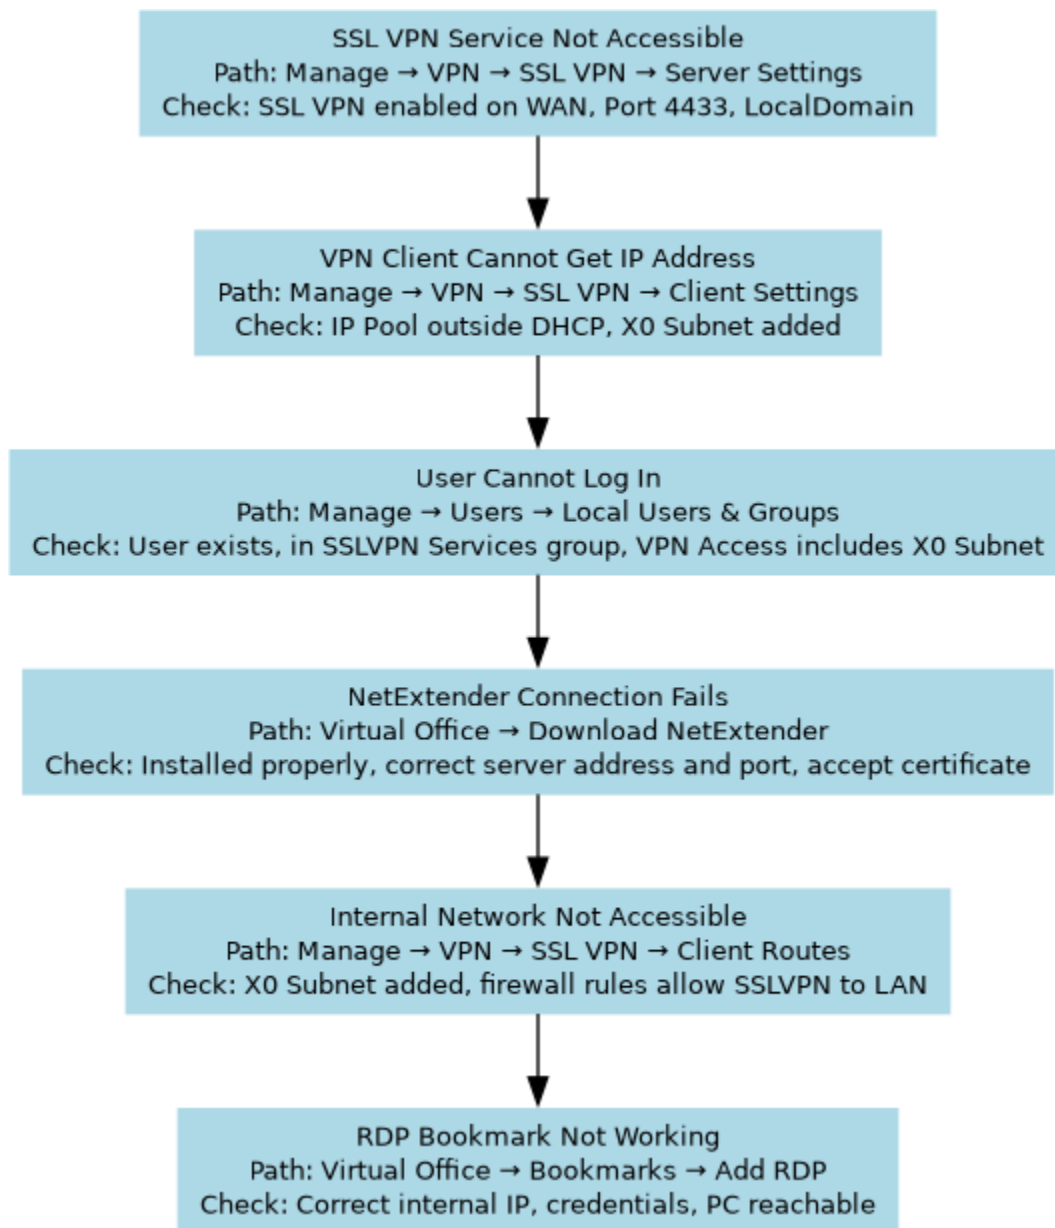 SSL VPN Service Not Accessible
Path: Manage → VPN → SSL VPN → Server Settings
Check: SSL VPN enabled on WAN, Port 4433, LocalDomain
VPN Client Cannot Get IP Address
Path: Manage → VPN → SSL VPN → Client Settings
Check: IP Pool outside DHCP, X0 Subnet added
User Cannot Log In
Path: Manage → Users → Local Users & Groups
Check: User exists, in SSLVPN Services group, VPN Access includes X0 Subnet
NetExtender Connection Fails
Path: Virtual Office → Download NetExtender
Check: Installed properly, correct server address and port, accept certificate
Internal Network Not Accessible
Path: Manage → VPN → SSL VPN → Client Routes
Check: X0 Subnet added, firewall rules allow SSLVPN to LAN
RDP Bookmark Not Working
Path: Virtual Office → Bookmarks → Add RDP
Check: Correct internal IP, credentials, PC reachable